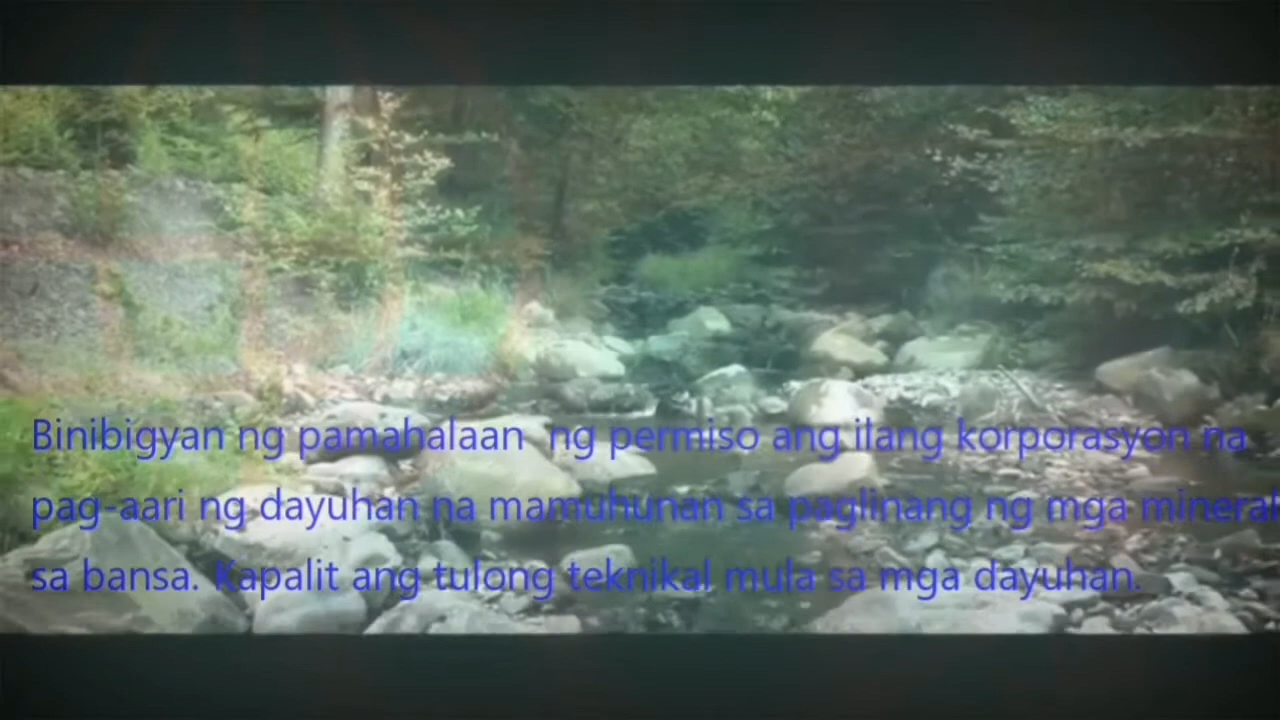 Binibigyan ng pamahalaan ng permiso ang ilang korporasyon na
pag-aari ng dayuhan na mamuhunan sa paglinang ng mga mineral
sa bansa. Kapalit ang tulong teknikal mula sa mga dayuhan.